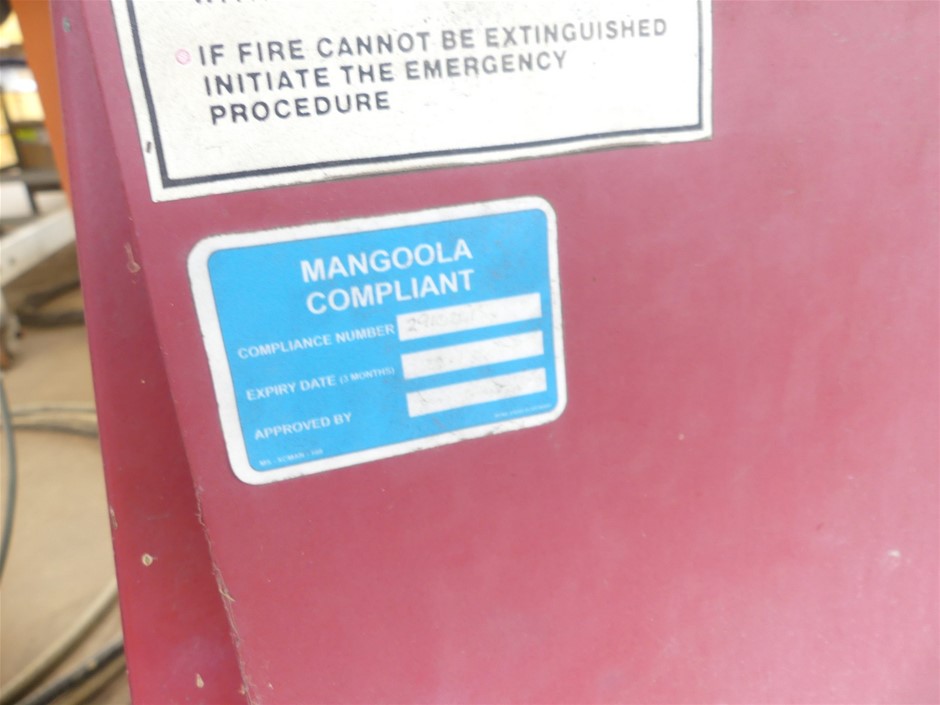 IF FIRE CANNOT BE EXTINGUISHED
INITIATE THE EMERGENCY
PROCEDURE
MANGOOLA
COMPLIANT
COMPLIANCE NUMBER
EXPIRY DATE (3 MONTHS)
APPROVED BY